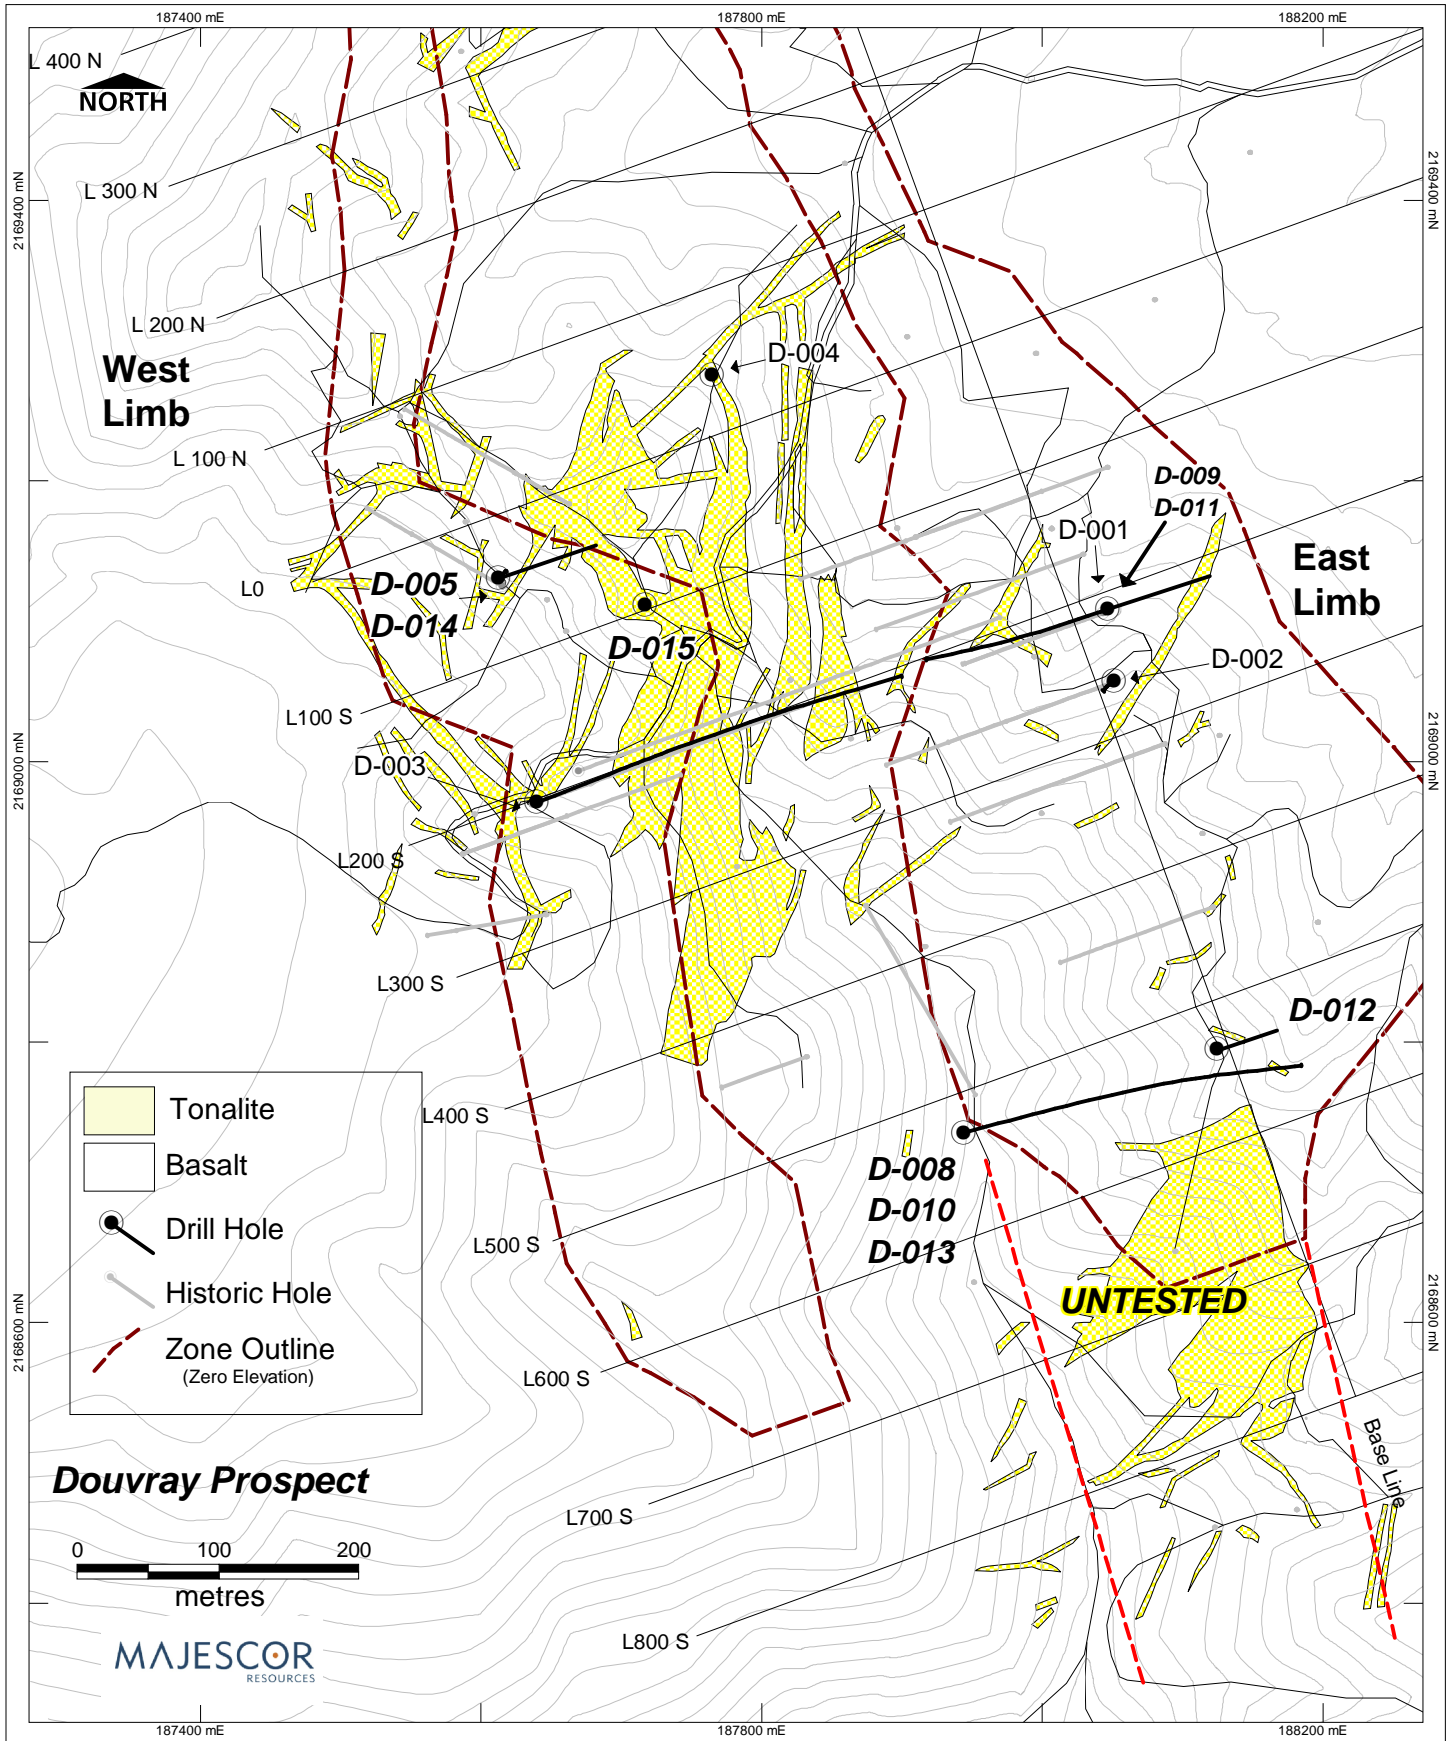 187400 mE
187800 mE
188200 mE
L 400 N
NORTH
L 300 N
2169400 mN
2169400 mN
L 200 N
West
Limb
D-004
L 100 N
D-009
D-011
D-001
East
Limb
L0
D-005
D-014
D-015
D-002
L100 S
2169000 mN
2169000 mN
D-003
L200 S
L300 S
D-012
L400 S
Tonalite
Basalt
Drill Hole
Historic Hole
Zone Outline
(Zero Elevation)
D-008
D-010
D-013
L500 S
UNTESTED
2168600 mN
2168600 mN
L600 S
Base Line
Douvray Prospect
L700 S
0 100 200
metres
L800 S
MAJESCOR
RESOURCES
187400 mE
187800 mE
188200 mE